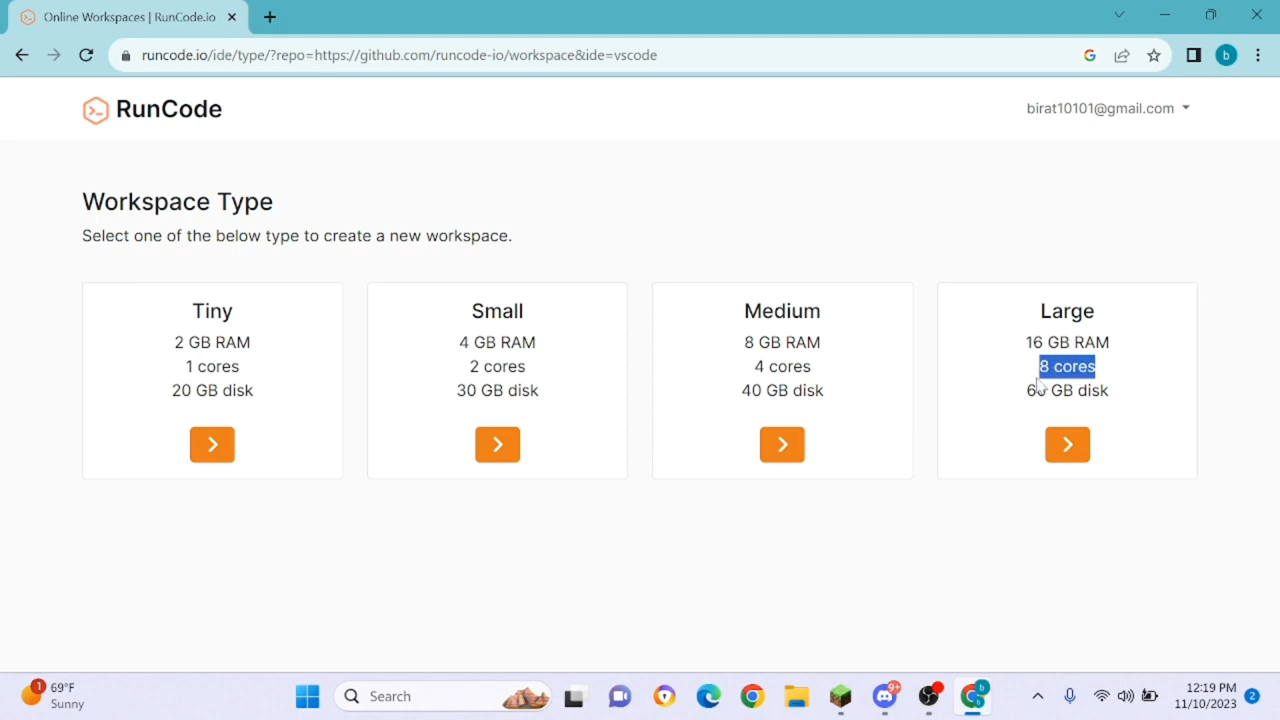 Online Workspaces | RunCode.io
runcode.io/ide/type/?repo=https://github.com/runcode-io/workspace&ide=vscode
b
RunCode
birat10101@gmail.com
Workspace Type
Select one of the below type to create a new workspace.
Tiny
2 GB RAM
1 cores
20 GB disk
Small
4 GB RAM
2 cores
30 GB disk
Medium
8 GB RAM
4 cores
40 GB disk
Large
16 GB RAM
8 cores
60 GB disk
1
69°F
Sunny
Search
9+
b
12:19 PM
11/10/2023
2